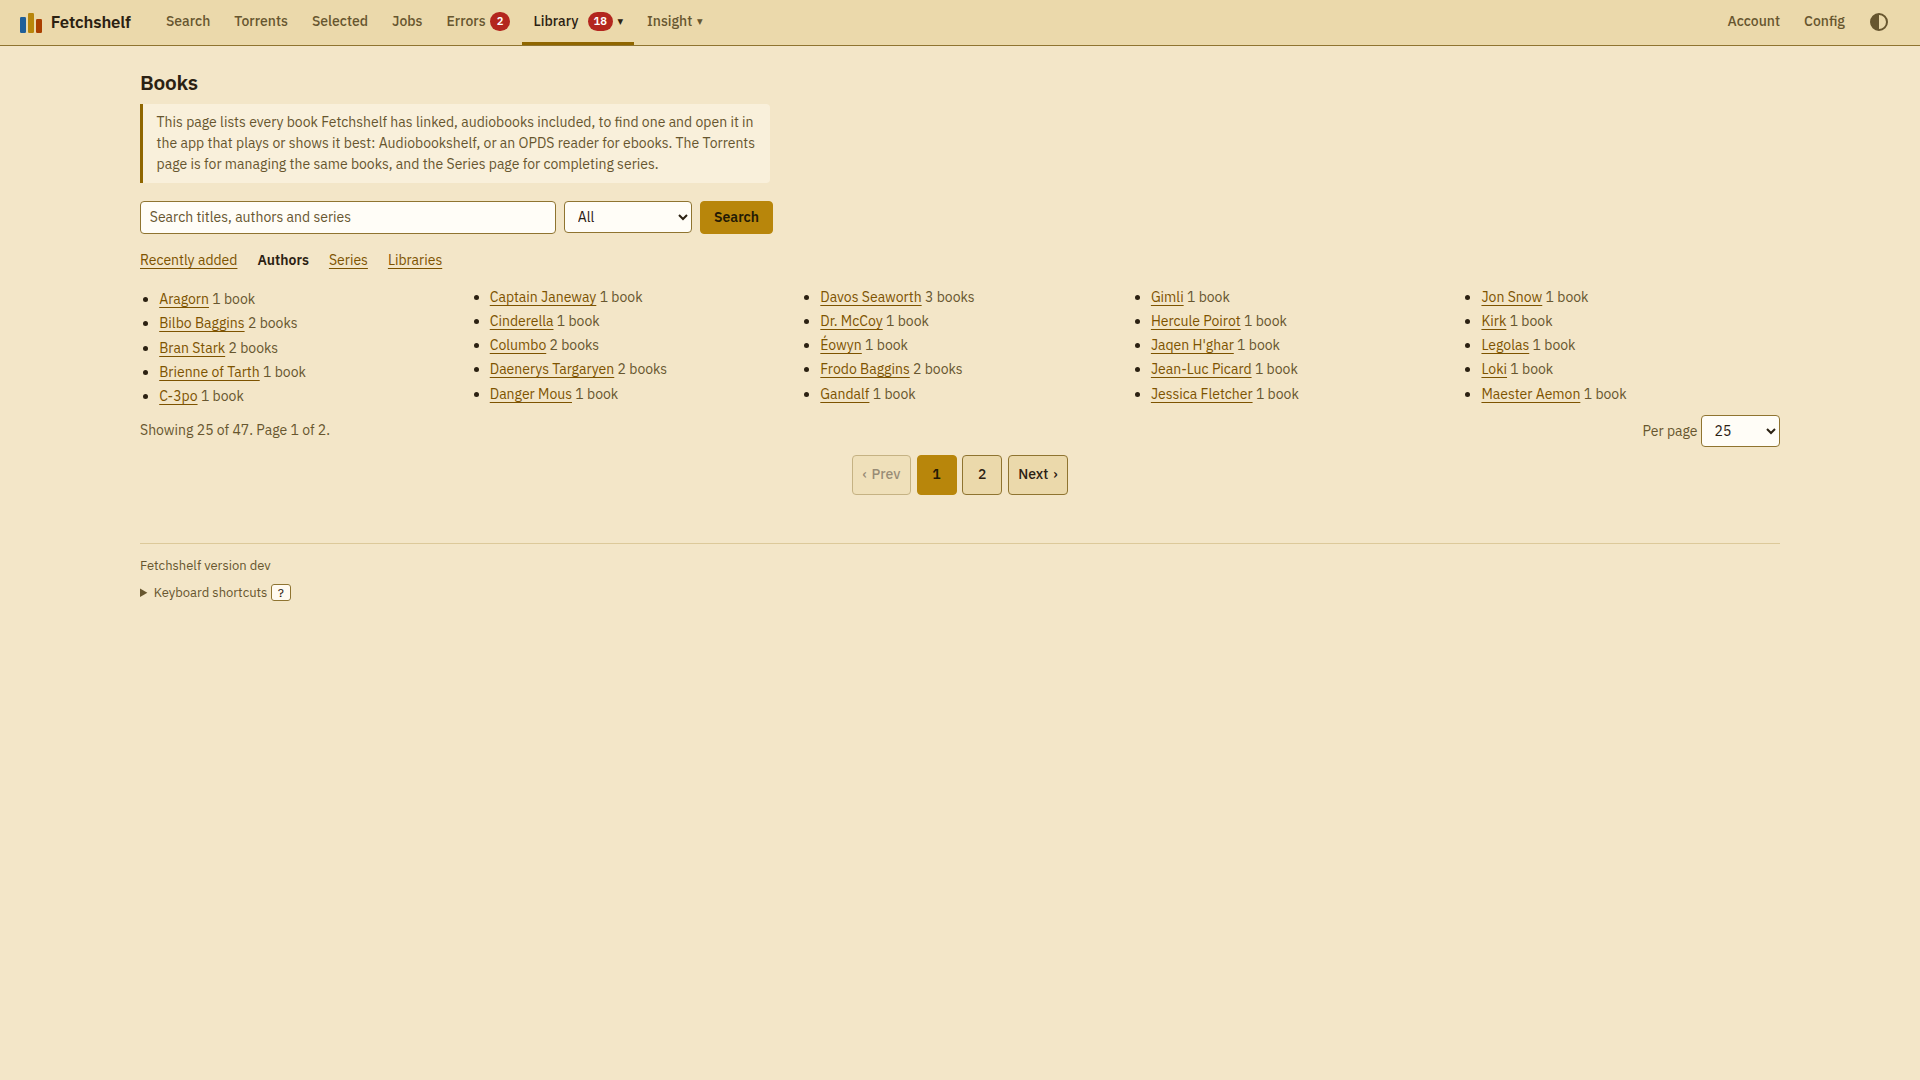 Fetchshelf Search Torrents Selected Jobs Errors 2 Library 18 ▾ Insight ▾ Account Config
Books
This page lists every book Fetchshelf has linked, audiobooks included, to find one and open it in
the app that plays or shows it best: Audiobookshelf, or an OPDS reader for ebooks. The Torrents
page is for managing the same books, and the Series page for completing series.
Search titles, authors and series All Search
Recently added Authors Series Libraries
Aragorn 1 book
Bilbo Baggins 2 books
Bran Stark 2 books
Brienne of Tarth 1 book
C-3po 1 book
Captain Janeway 1 book
Cinderella 1 book
Columbo 2 books
Daenerys Targaryen 2 books
Danger Mous 1 book
Davos Seaworth 3 books
Dr. McCoy 1 book
Éowyn 1 book
Frodo Baggins 2 books
Gandalf 1 book
Gimli 1 book
Hercule Poirot 1 book
Jaqen H'ghar 1 book
Jean-Luc Picard 1 book
Jessica Fletcher 1 book
Jon Snow 1 book
Kirk 1 book
Legolas 1 book
Loki 1 book
Maester Aemon 1 book
Showing 25 of 47. Page 1 of 2. Per page 25
‹ Prev 1 2 Next ›
Fetchshelf version dev
Keyboard shortcuts ?